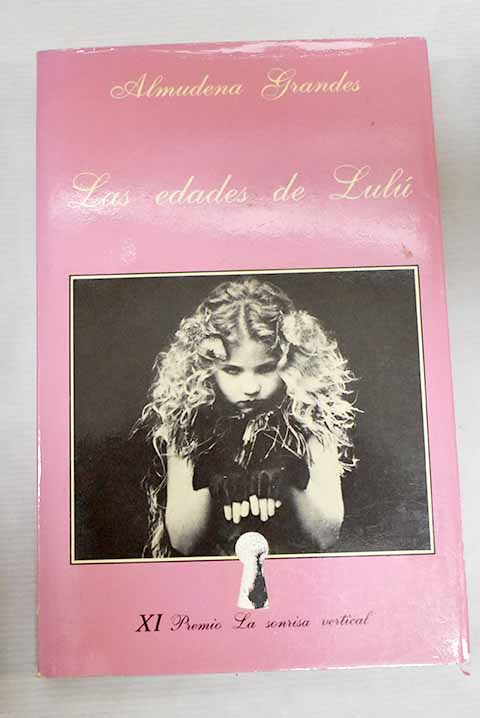 Almudena Grandes
Las edades de Lulú
XI Premio La sonrisa vertical